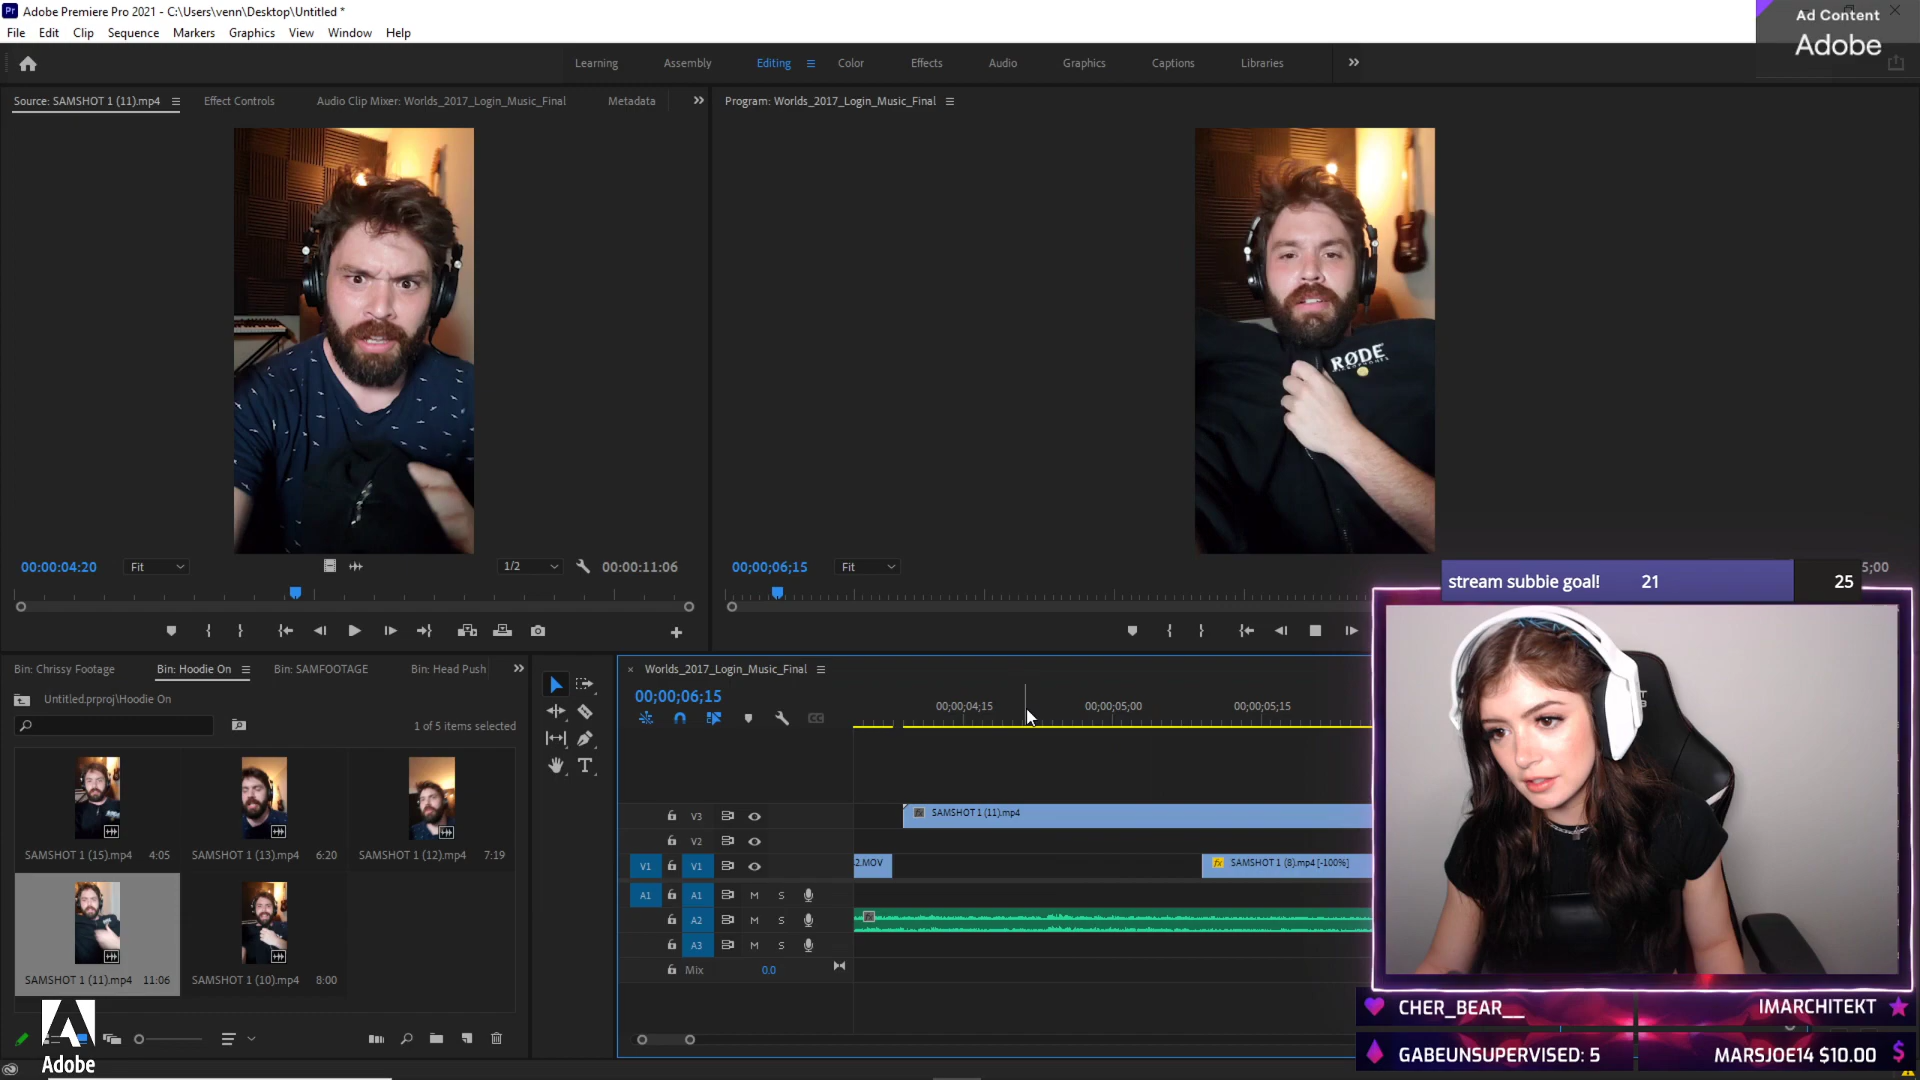 Adobe Premiere Pro 2021 - C:\Users\venn\Desktop\Untitled *
File Edit Clip Sequence Markers Graphics View Window Help
Ad Content
Adobe
Learning Assembly Editing Color Effects Audio Graphics Captions Libraries
Source: SAMSHOT 1 (11).mp4 Effect Controls Audio Clip Mixer: Worlds_2017_Login_Music_Final Metadata
Program: Worlds_2017_Login_Music_Final
RØDE
00:00:04:20 Fit 1/2 00:00:11:06
00;00;06;15 Fit 5;00
stream subbie goal! 21 25
Bin: Chrissy Footage Bin: Hoodie On Bin: SAMFOOTAGE Bin: Head Push
Untitled.prproj\Hoodie On
1 of 5 items selected
SAMSHOT 1 (15).mp4 4:05 SAMSHOT 1 (13).mp4 6:20 SAMSHOT 1 (12).mp4 7:19
SAMSHOT 1 (11).mp4 11:06 SAMSHOT 1 (10).mp4 8:00
Worlds_2017_Login_Music_Final
00;00;06;15
00;00;04;15 00;00;05;00 00;00;05;15
V3 SAMSHOT 1 (11).mp4
V2
V1 V1 2.MOV SAMSHOT 1 (8).mp4 [-100%]
A1 A1 M S
A2 M S
A3 M S
Mix 0.0
Adobe
CHER_BEAR__ IMARCHITEKT
GABEUNSUPERVISED: 5 MARSJOE14 $10.00